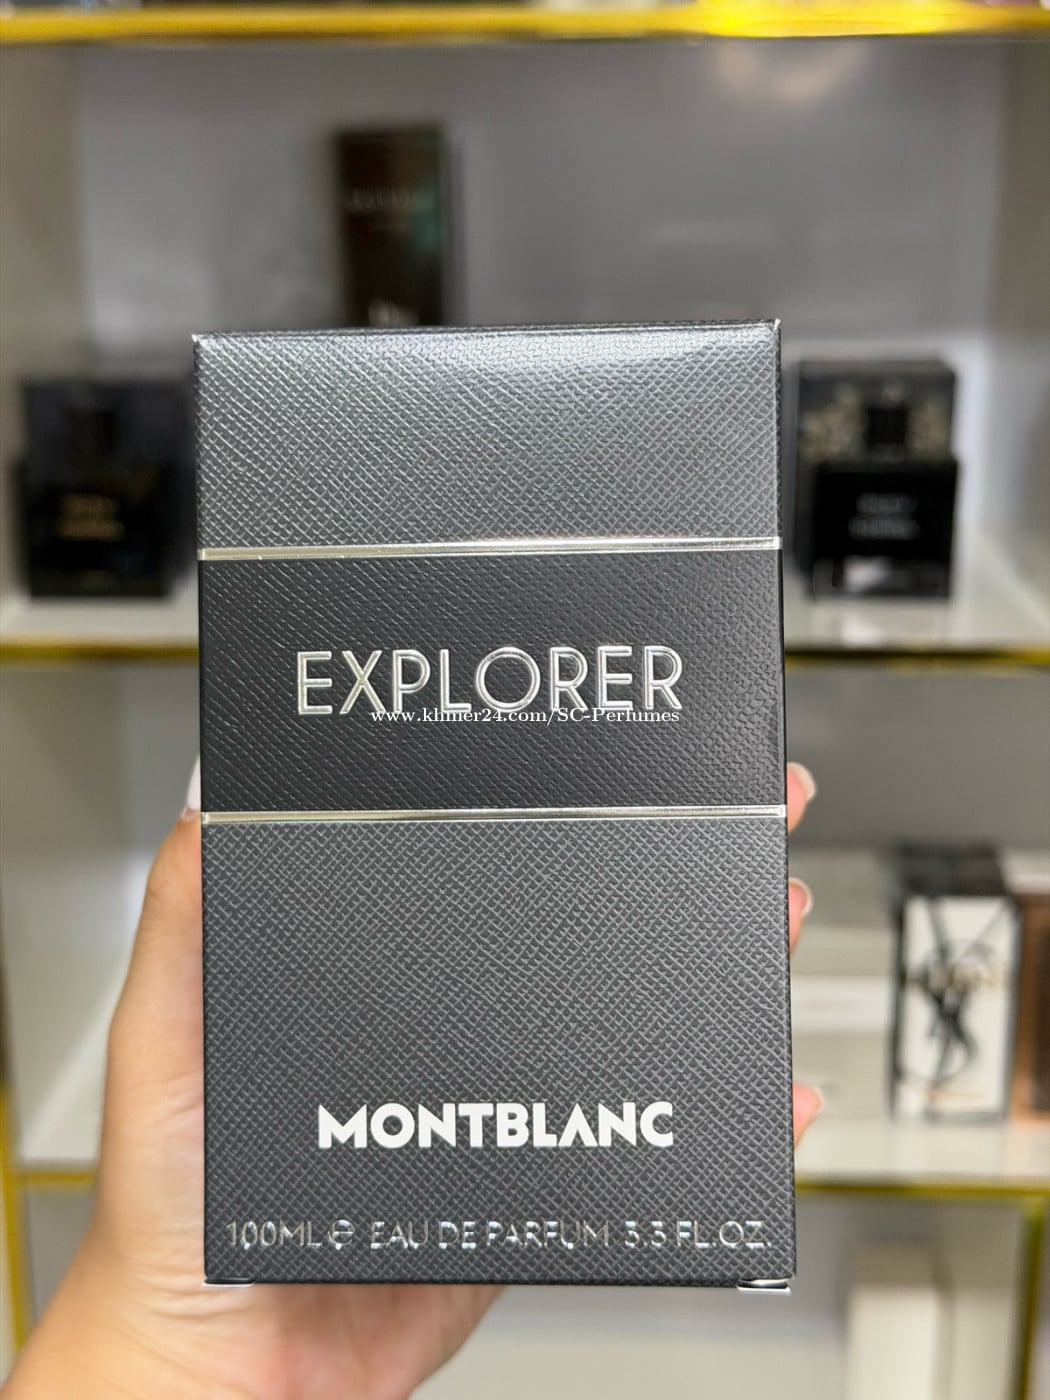 EXPLORER
www.khmer24.com/SC-Perfumes
MONTBLANC
100ML ℮ EAU DE PARFUM 3.3 FL.OZ.